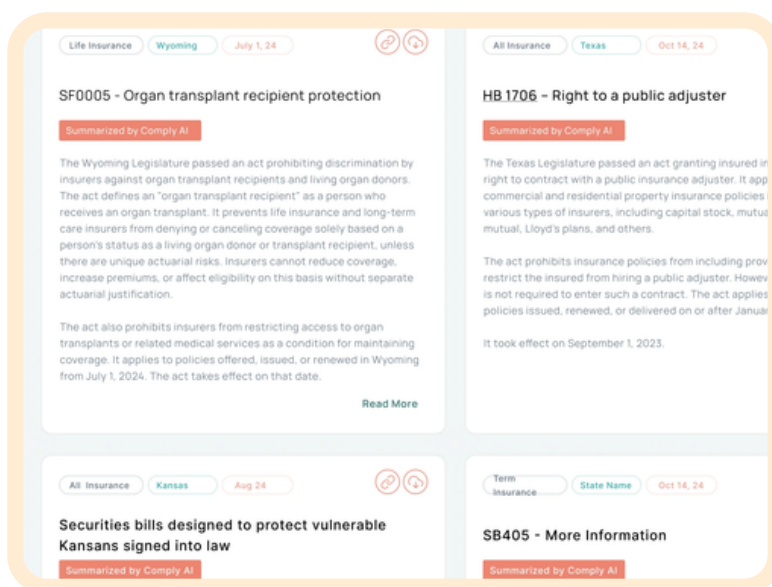 Life Insurance Wyoming July 1, 24
SF0005 - Organ transplant recipient protection
Summarized by Comply AI
The Wyoming Legislature passed an act prohibiting discrimination by
insurers against organ transplant recipients and living organ donors.
The act defines an "organ transplant recipient" as a person who
receives an organ transplant. It prevents life insurance and long-term
care insurers from denying or canceling coverage solely based on a
person's status as a living organ donor or transplant recipient, unless
there are unique actuarial risks. Insurers cannot reduce coverage,
increase premiums, or affect eligibility on this basis without separate
actuarial justification.
The act also prohibits insurers from restricting access to organ
transplants or related medical services as a condition for maintaining
coverage. It applies to policies offered, issued, or renewed in Wyoming
from July 1, 2024. The act takes effect on that date.
Read More
All Insurance Texas Oct 14, 24
HB 1706 – Right to a public adjuster
Summarized by Comply AI
The Texas Legislature passed an act granting insured
right to contract with a public insurance adjuster. It
commercial and residential property insurance policies
various types of insurers, including capital stock,
mutual, Lloyd's plans, and others.
The act prohibits insurance policies from including
restrict the insured from hiring a public adjuster.
is not required to enter such a contract. The act applies
policies issued, renewed, or delivered on or after
It took effect on September 1, 2023.
All Insurance Kansas Aug 24
Securities bills designed to protect vulnerable
Kansans signed into law
Summarized by Comply AI
Term
Insurance State Name Oct 14, 24
SB405 - More Information
Summarized by Comply AI